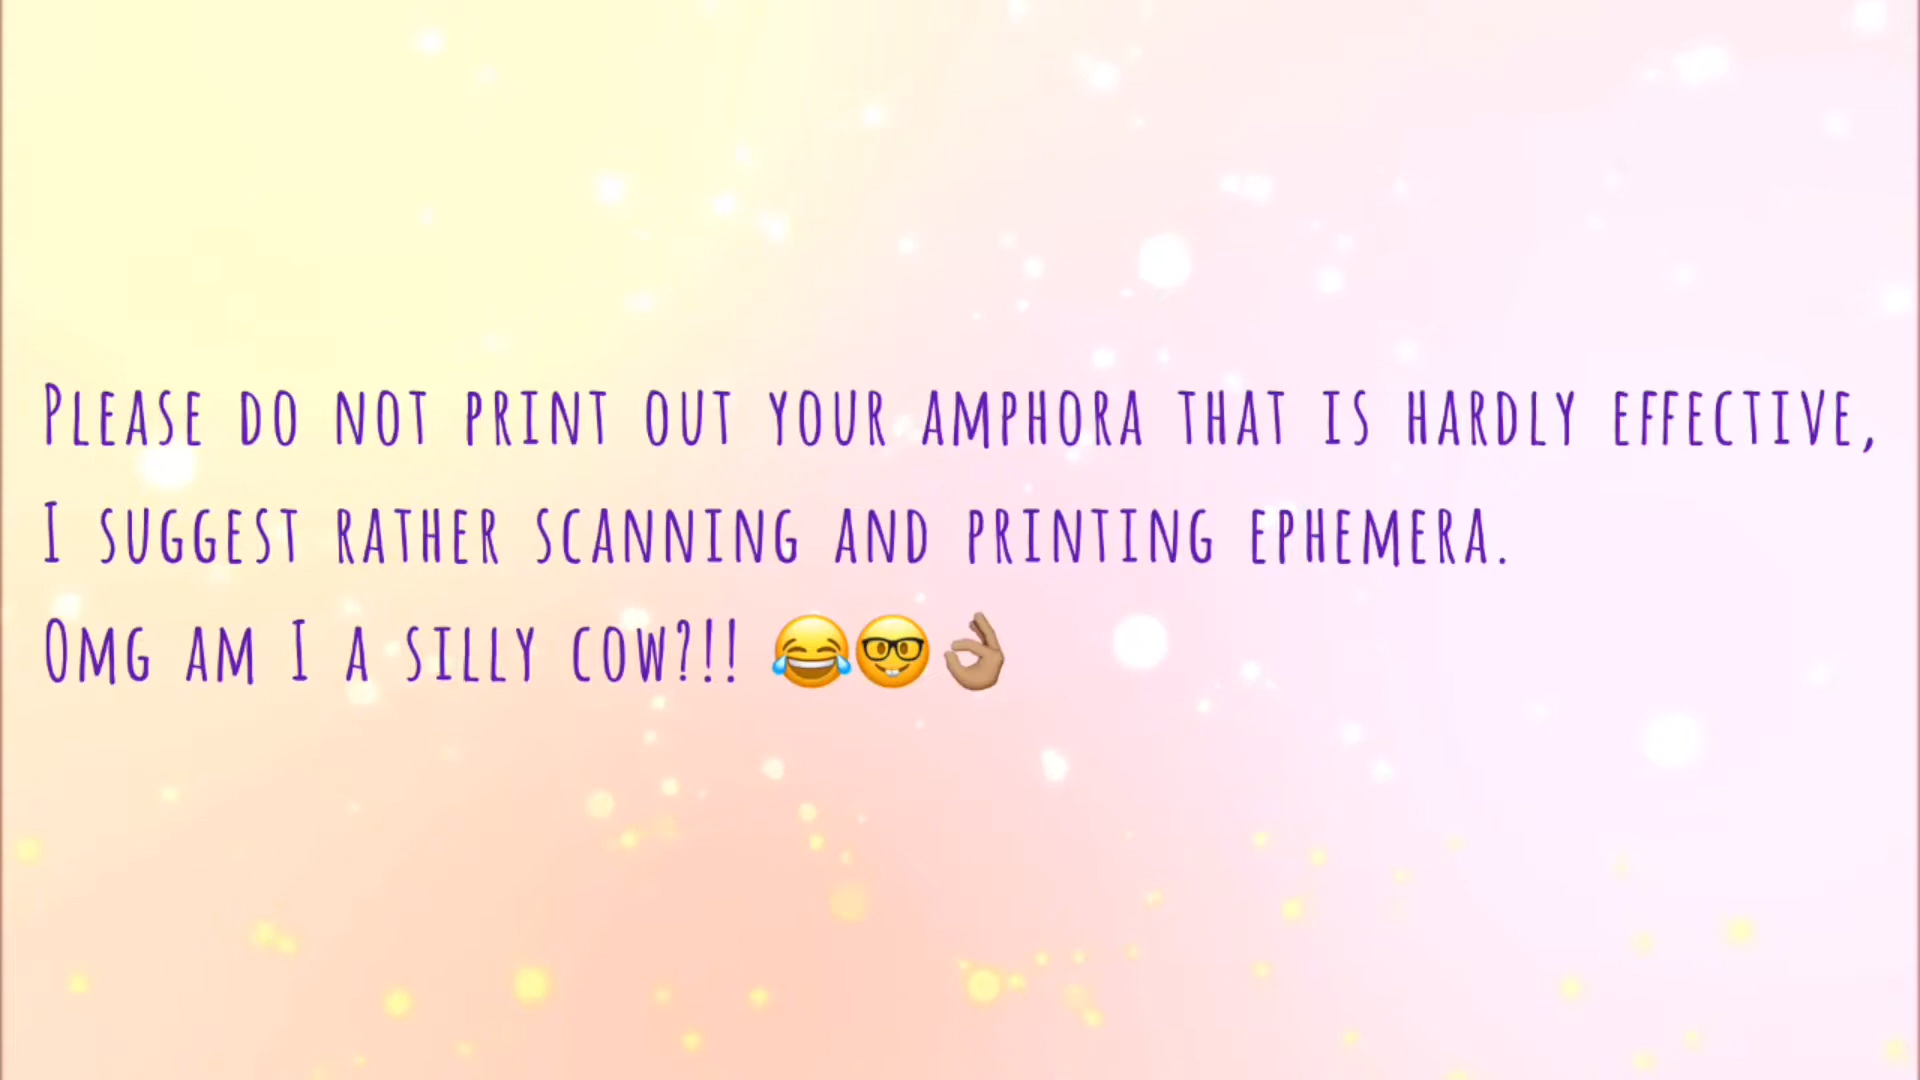 Please do not print out your amphora that is hardly effective,
I suggest rather scanning and printing ephemera.
Omg am I a silly cow?!! 😂🤓👌🏽